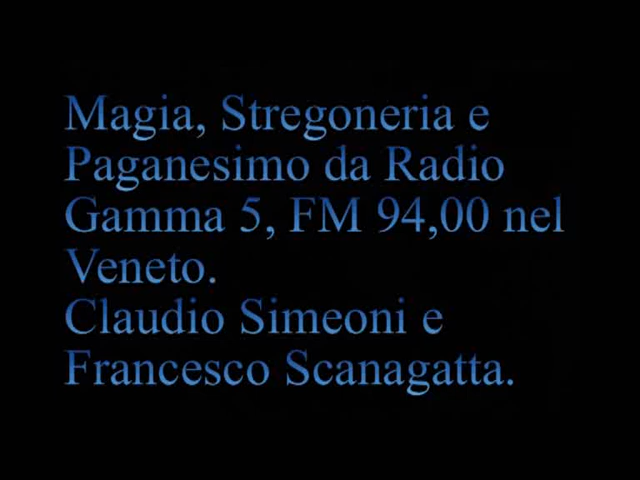 Magia, Stregoneria e
Paganesimo da Radio
Gamma 5, FM 94,00 nel
Veneto.
Claudio Simeoni e
Francesco Scanagatta.